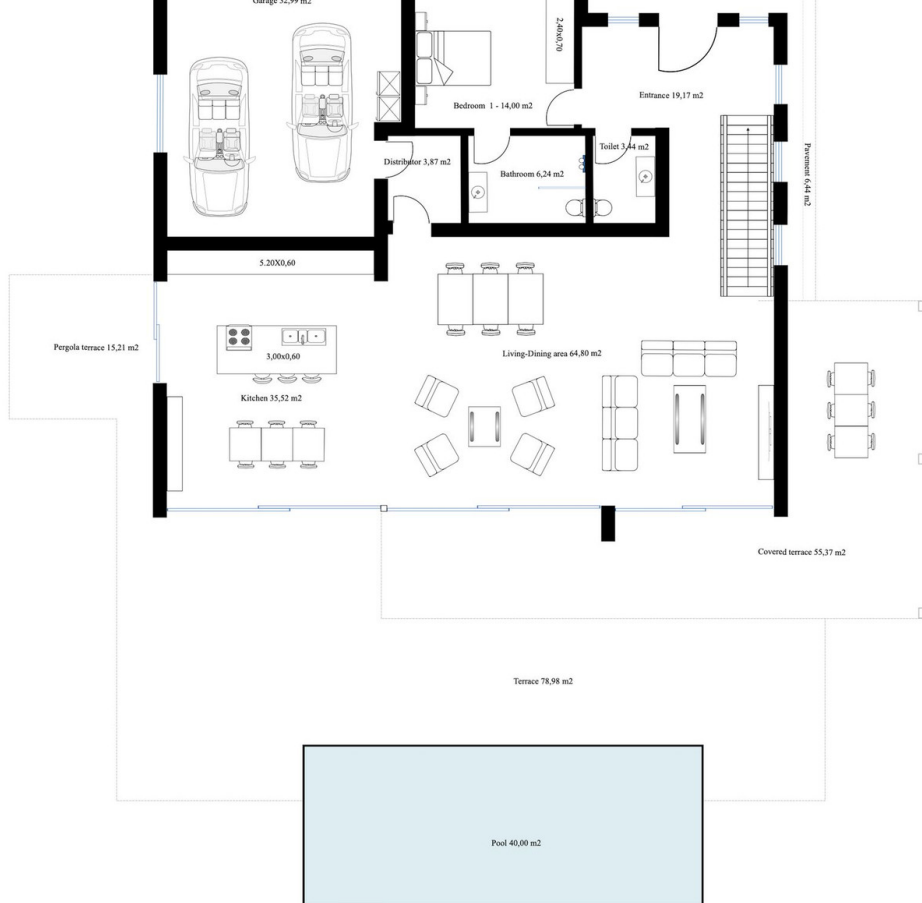 Garage 32,99 m2
2,40x0,70
Entrance 19,17 m2
Bedroom 1 - 14,00 m2
Distributor 3,87 m2
Bathroom 6,24 m2
Toilet 3,44 m2
Pavement 6,44 m2
5.20X0,60
Pergola terrace 15,21 m2
3,00x0,60
Living-Dining area 64,80 m2
Kitchen 35,52 m2
Covered terrace 55,37 m2
Terrace 78,98 m2
Pool 40,00 m2